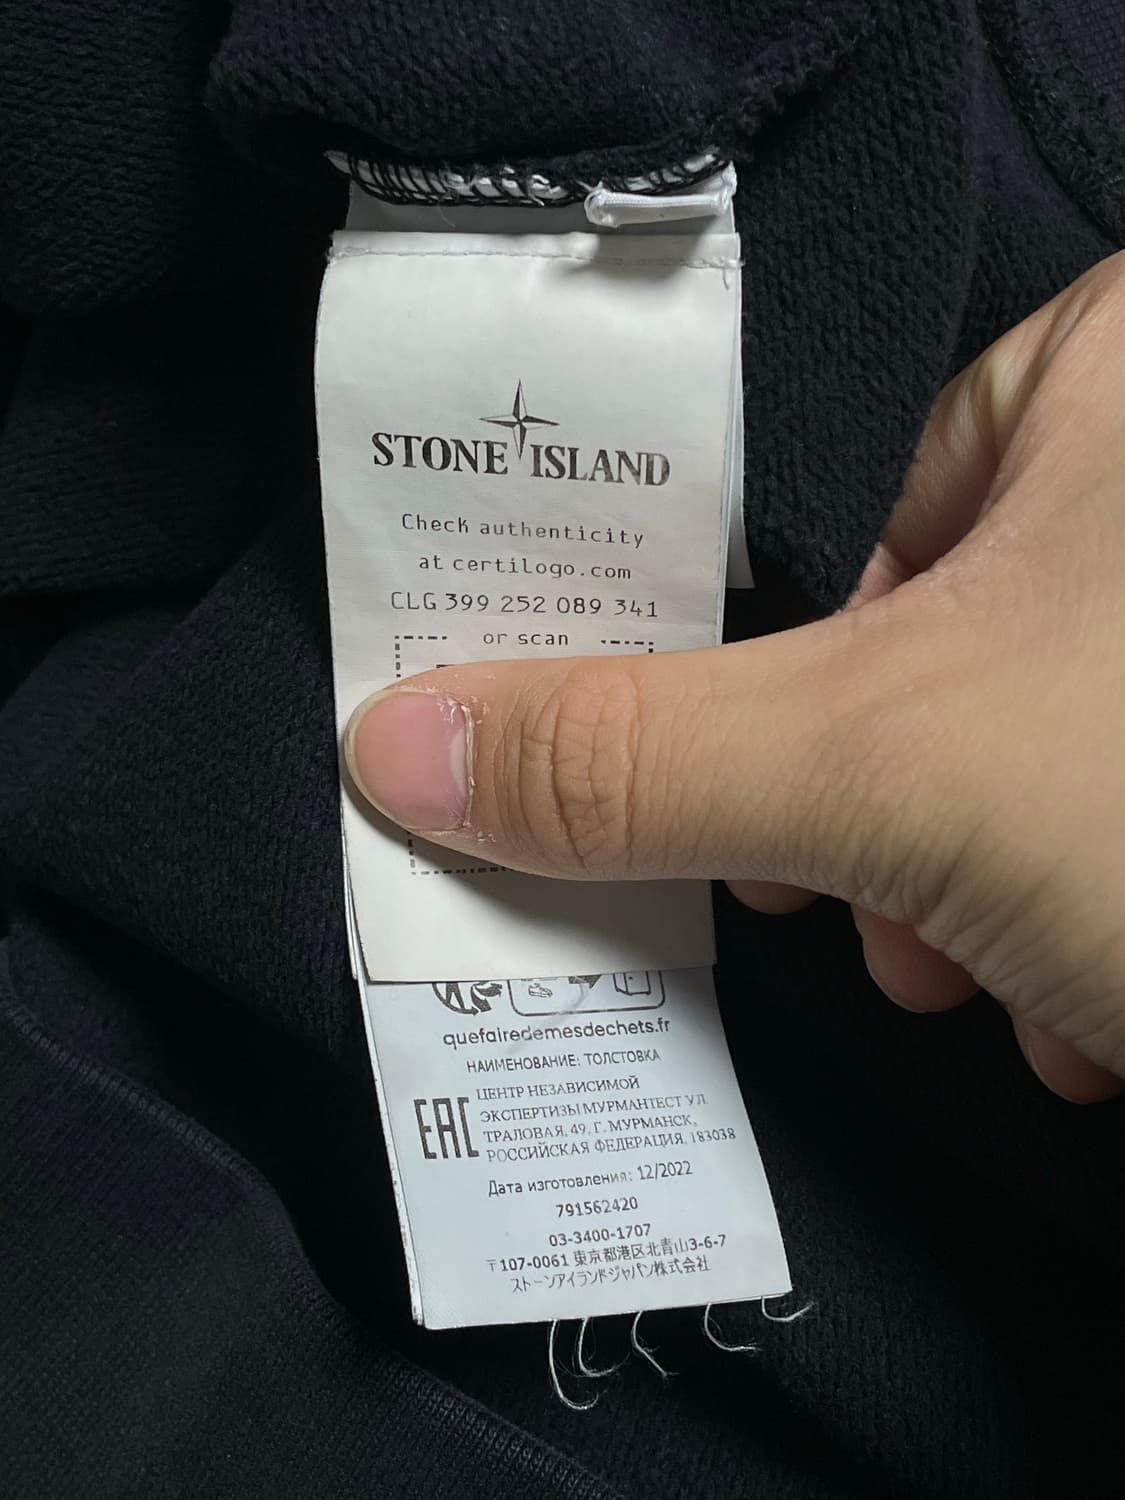 STONE ISLAND
Check authenticity
at certilogo.com
CLG 399 252 089 341
or scan
quefairedemesdechets.fr
НАИМЕНОВАНИЕ: ТОЛСТОВКА
EAC
ЦЕНТР НЕЗАВИСИМОЙ
ЭКСПЕРТИЗЫ МУРМАНТЕСТ УЛ.
ТРАЛОВАЯ, 49, Г. МУРМАНСК,
РОССИЙСКАЯ ФЕДЕРАЦИЯ, 183038
Дата изготовления: 12/2022
791562420
03-3400-1707
〒107-0061 東京都港区北青山3-6-7
ストーンアイランドジャパン株式会社